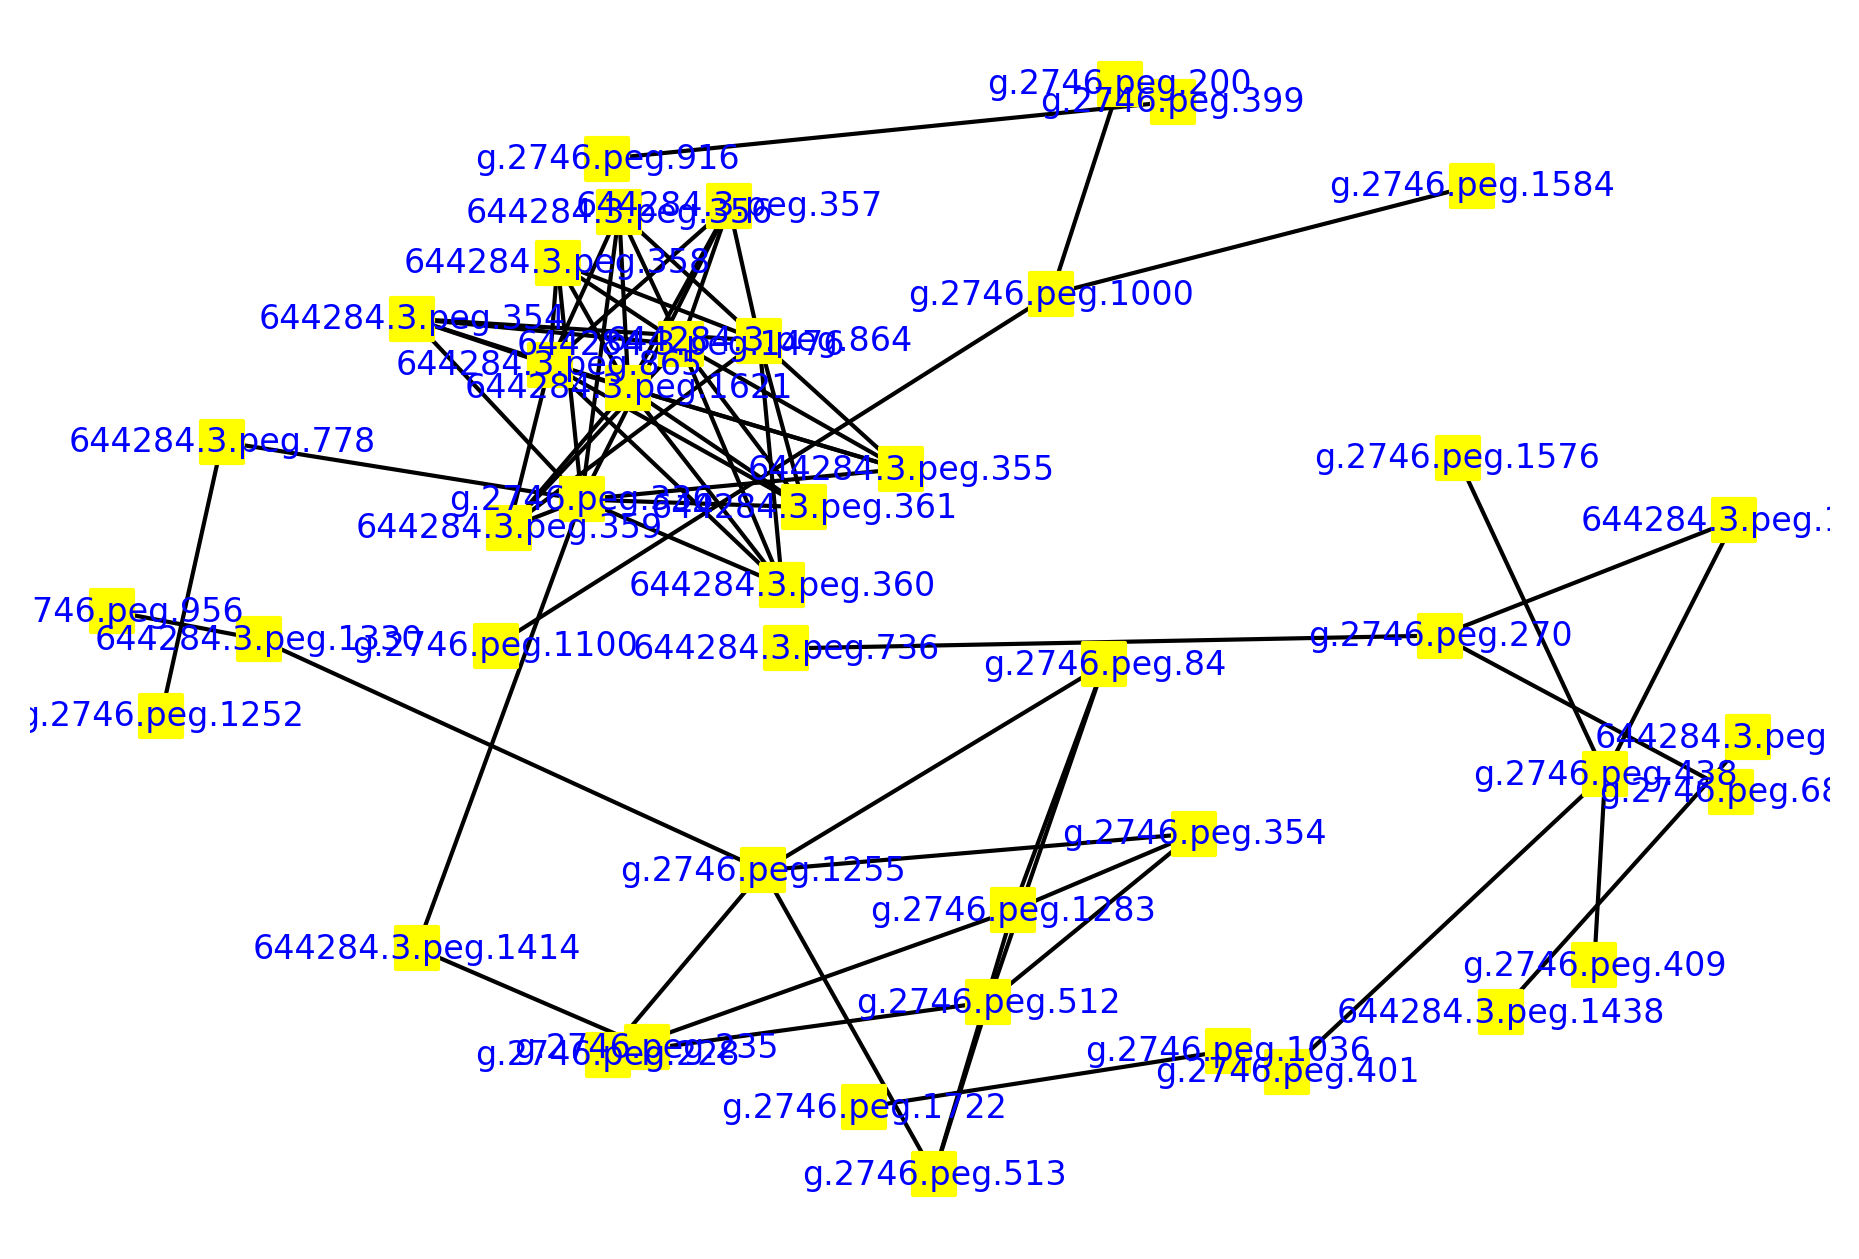 g.2746.peg.200
g.2746.peg.399
g.2746.peg.916
g.2746.peg.1584
644284.3.peg.357
644284.3.peg.356
644284.3.peg.358
g.2746.peg.1000
644284.3.peg.354
644284.3.peg.1476
644284.3.peg.864
644284.3.peg.865
644284.3.peg.1621
644284.3.peg.778
g.2746.peg.1576
644284.3.peg.355
644284.3.peg.361
644284.3.peg.359
644284.3.peg.1
644284.3.peg.360
746.peg.956
644284.3.peg.1330
g.2746.peg.1100
644284.3.peg.736
g.2746.peg.270
g.2746.peg.84
g.2746.peg.1252
644284.3.peg
g.2746.peg.438
g.2746.peg.68
g.2746.peg.354
g.2746.peg.1255
g.2746.peg.1283
644284.3.peg.1414
g.2746.peg.409
g.2746.peg.512
644284.3.peg.1438
g.2746.peg.235
g.2746.peg.228
g.2746.peg.1036
g.2746.peg.401
g.2746.peg.1722
g.2746.peg.513